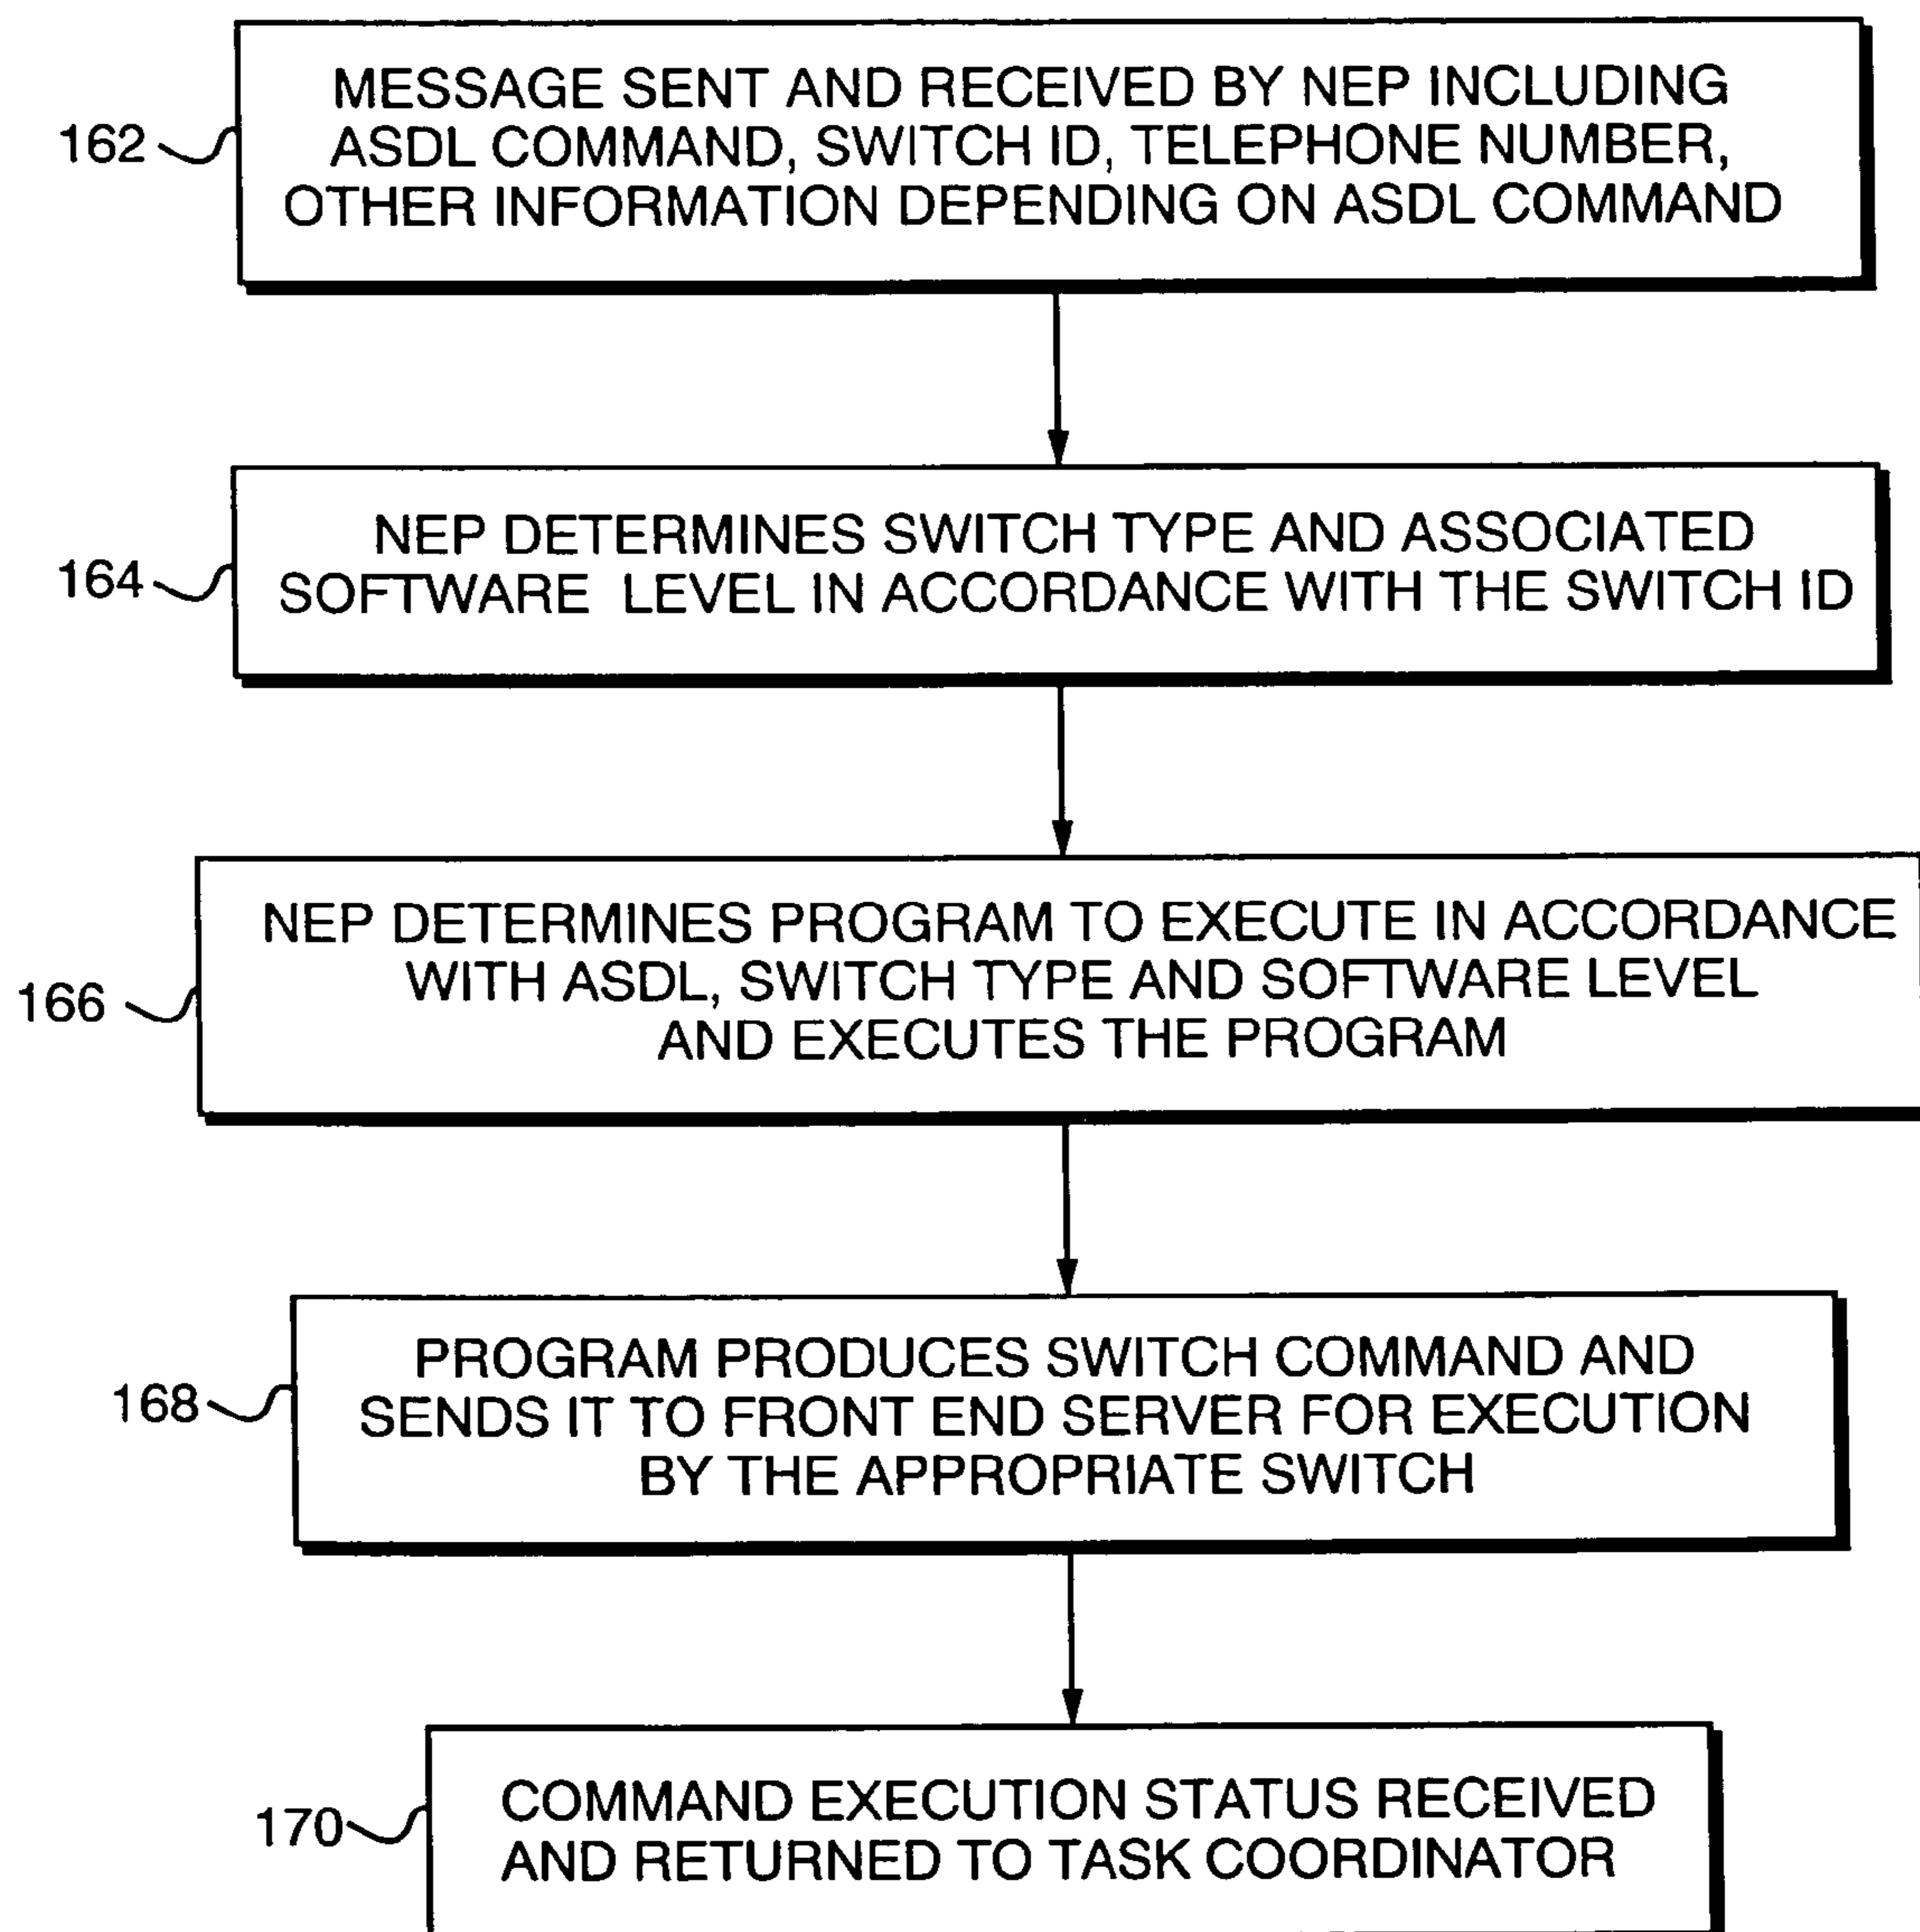 MESSAGE SENT AND RECEIVED BY NEP INCLUDING
162
ASDL COMMAND, SWITCH ID, TELEPHONE NUMBER,
OTHER INFORMATION DEPENDING ON ASDL COMMAND
NEP DETERMINES SWITCH TYPE AND ASSOCIATED
164
SOFTWARE LEVEL IN ACCORDANCE WITH THE SWITCH ID
NEP DETERMINES PROGRAM TO EXECUTE IN ACCORDANCE
WITH ASDL, SWITCH TYPE AND SOFTWARE LEVEL
166
AND EXECUTES THE PROGRAM
PROGRAM PRODUCES SWITCH COMMAND AND
168
SENDS IT TO FRONT END SERVER FOR EXECUTION
BY THE APPROPRIATE SWITCH
COMMAND EXECUTION STATUS RECEIVED
170
AND RETURNED TO TASK COORDINATOR